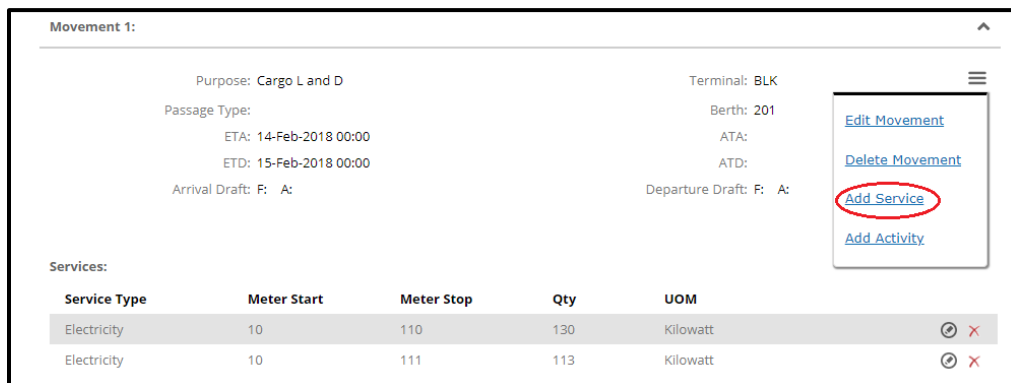 Movement 1:
Purpose: Cargo L and D Terminal: BLK
Passage Type: Berth: 201
ETA: 14-Feb-2018 00:00 ATA:
ETD: 15-Feb-2018 00:00 ATD:
Arrival Draft: F: A: Departure Draft: F: A:
Edit Movement
Delete Movement
Add Service
Add Activity
Services:
Service Type Meter Start Meter Stop Qty UOM
Electricity 10 110 130 Kilowatt
Electricity 10 111 113 Kilowatt